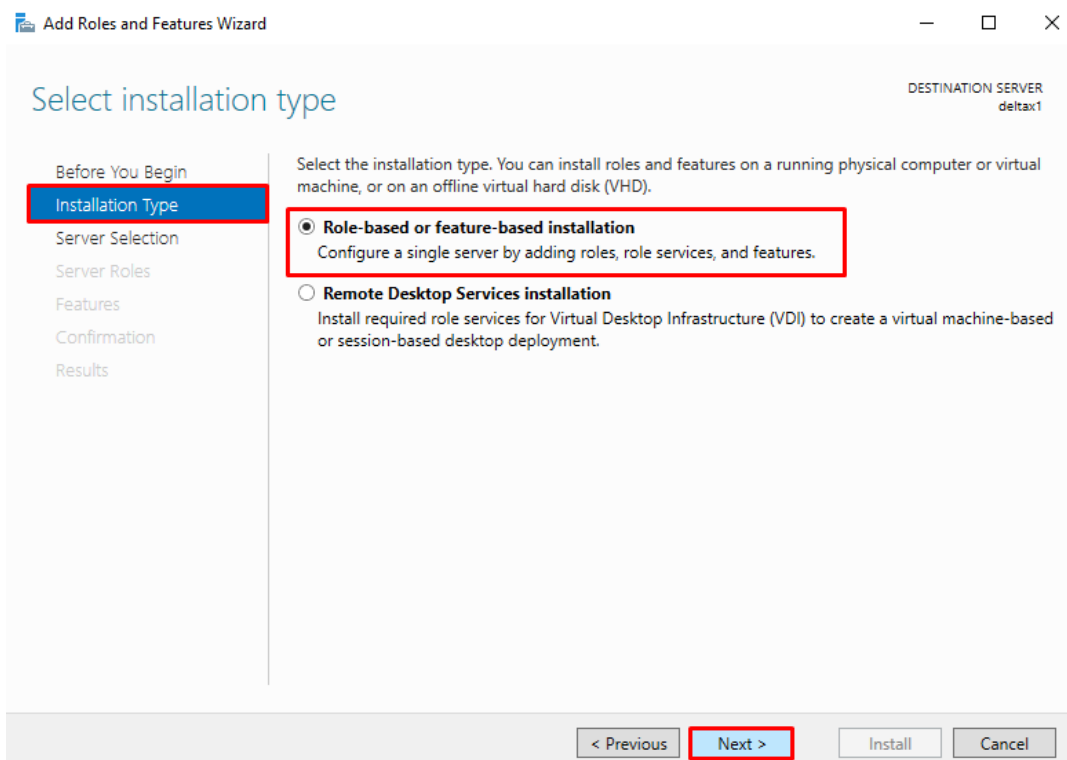 Add Roles and Features Wizard
Select installation type
DESTINATION SERVER
deltax1
Before You Begin
Installation Type
Server Selection
Server Roles
Features
Confirmation
Results
Select the installation type. You can install roles and features on a running physical computer or virtual
machine, or on an offline virtual hard disk (VHD).
Role-based or feature-based installation
Configure a single server by adding roles, role services, and features.
Remote Desktop Services installation
Install required role services for Virtual Desktop Infrastructure (VDI) to create a virtual machine-based
or session-based desktop deployment.
< Previous
Next >
Install
Cancel